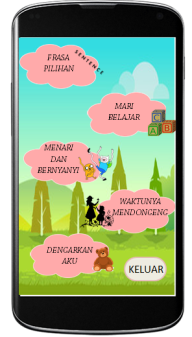 FRASA
PILIHAN
SENTENCE
MARI
BELAJAR
C
A B
MENARI
DAN
BERNYANYI
WAKTUNYA
MENDONGENG
DENGARKAN
AKU
KELUAR